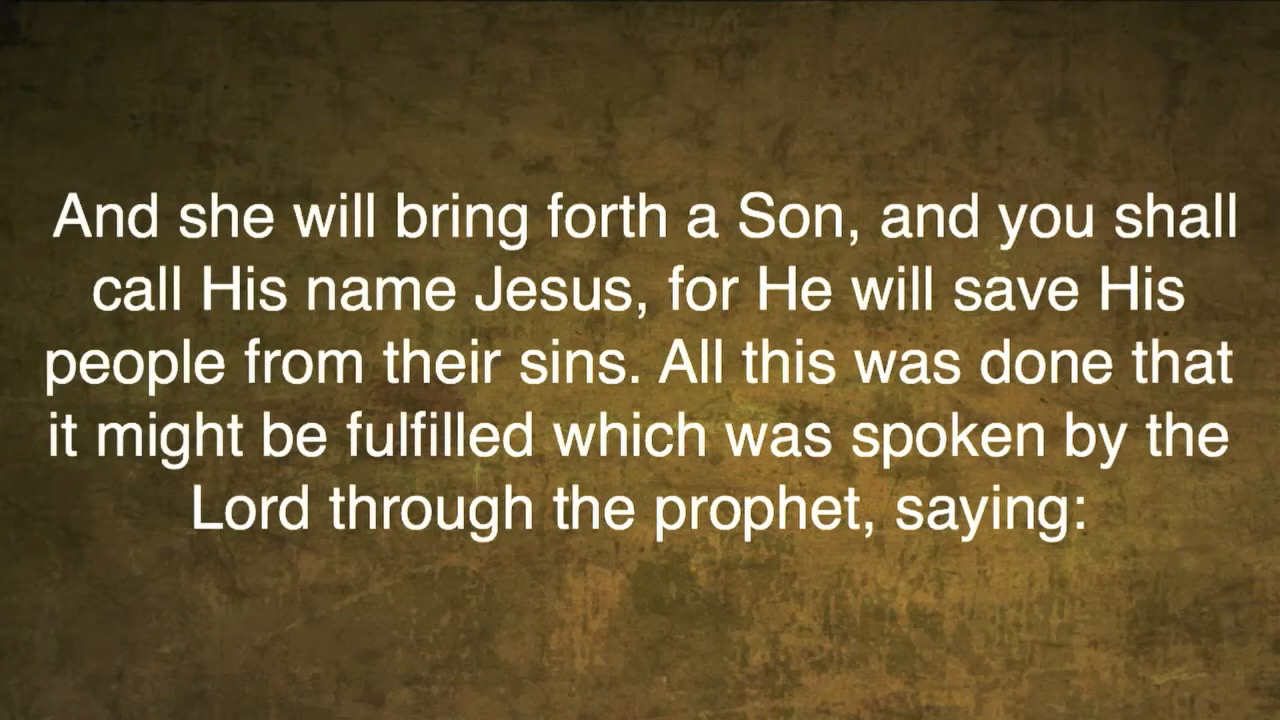 And she will bring forth a Son, and you shall
call His name Jesus, for He will save His
people from their sins. All this was done that
it might be fulfilled which was spoken by the
Lord through the prophet, saying: